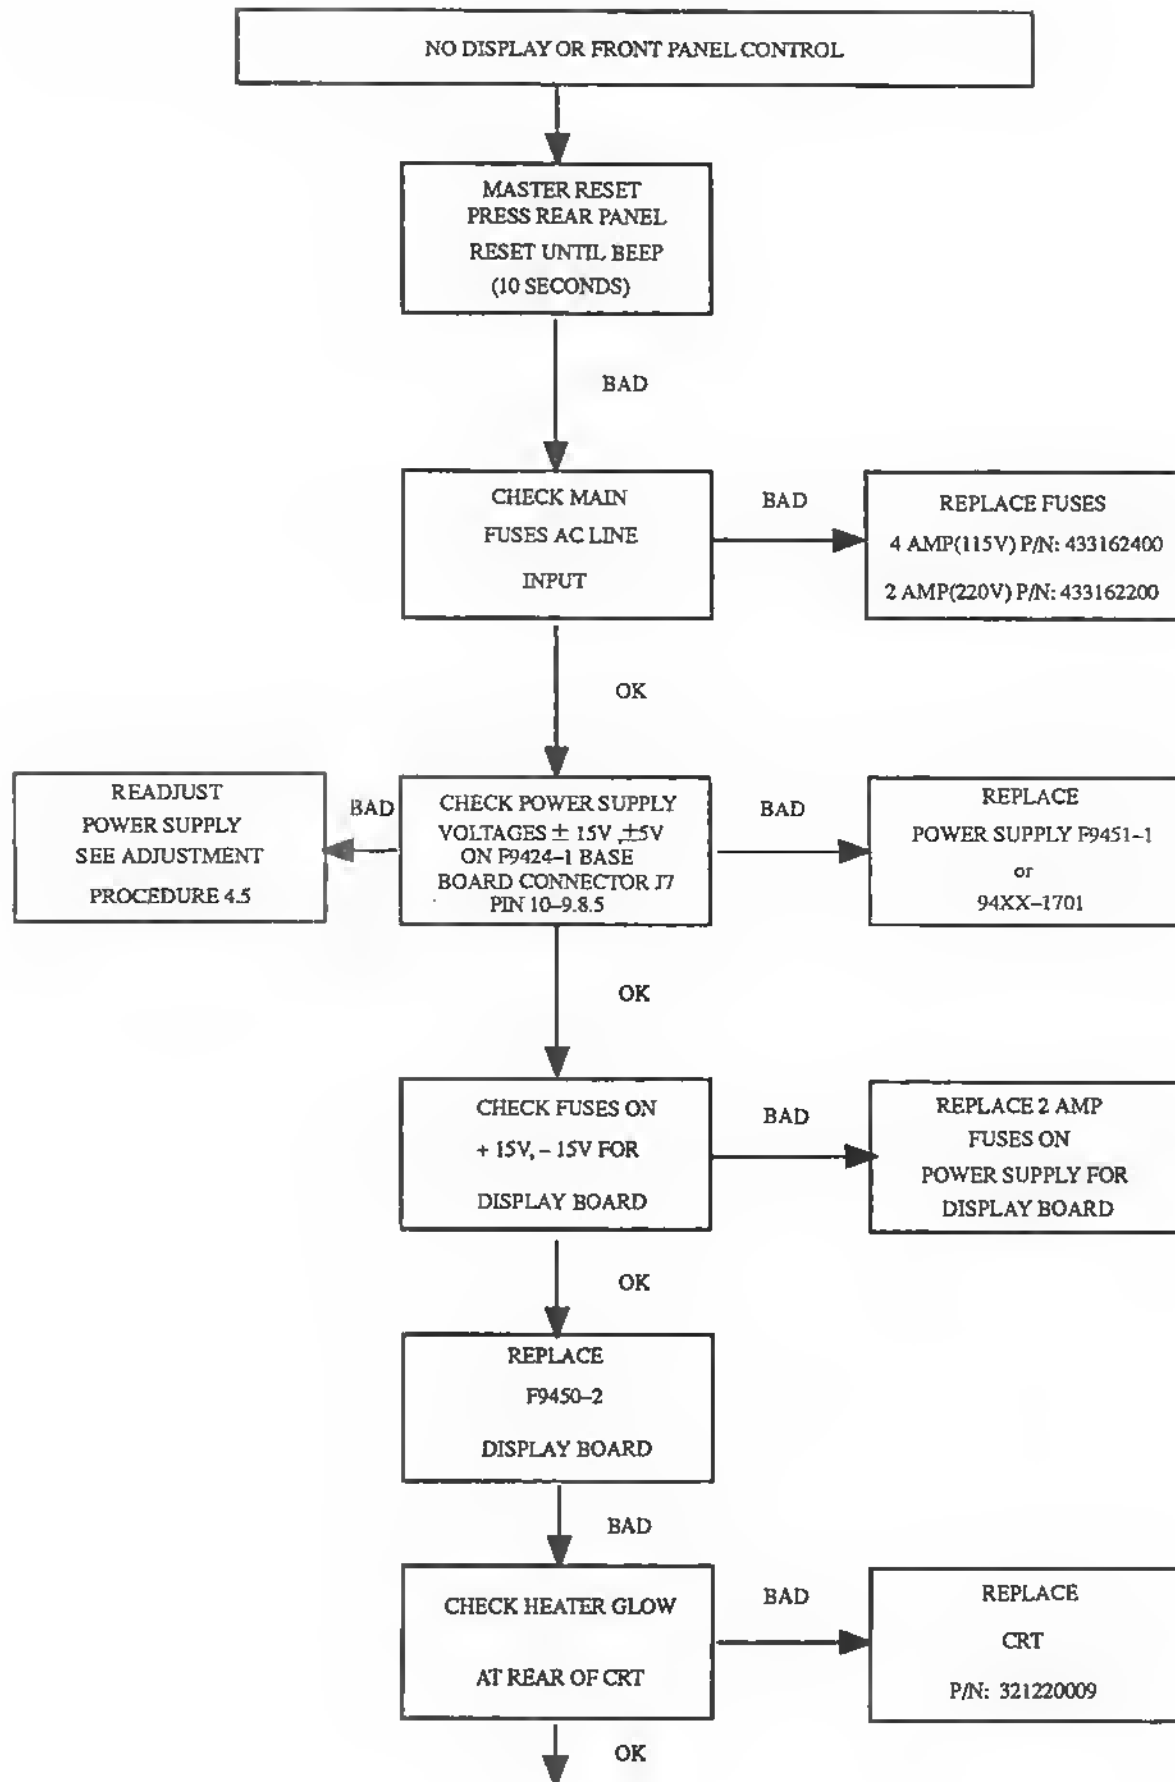 NO DISPLAY OR FRONT PANEL CONTROL
MASTER RESET
PRESS REAR PANEL
RESET UNTIL BEEP
(10 SECONDS)
BAD
CHECK MAIN
FUSES AC LINE
INPUT
BAD
REPLACE FUSES
4 AMP(115V) P/N: 433162400
2 AMP(220V) P/N: 433162200
OK
READJUST
POWER SUPPLY
SEE ADJUSTMENT
PROCEDURE 4.5
BAD
CHECK POWER SUPPLY
VOLTAGES ± 15V ,±5V
ON F9424–1 BASE
BOARD CONNECTOR J7
PIN 10–9.8.5
BAD
REPLACE
POWER SUPPLY F9451–1
or
94XX–1701
OK
CHECK FUSES ON
+ 15V, – 15V FOR
DISPLAY BOARD
BAD
REPLACE 2 AMP
FUSES ON
POWER SUPPLY FOR
DISPLAY BOARD
OK
REPLACE
F9450–2
DISPLAY BOARD
BAD
CHECK HEATER GLOW
AT REAR OF CRT
BAD
REPLACE
CRT
P/N: 321220009
OK